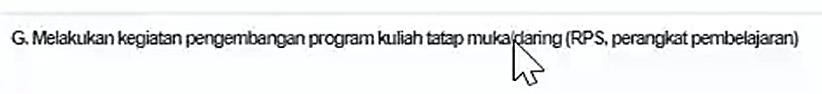 G. Melakukan kegiatan pengembangan program kuliah tatap muka/daring (RPS, perangkat pembelajaran)